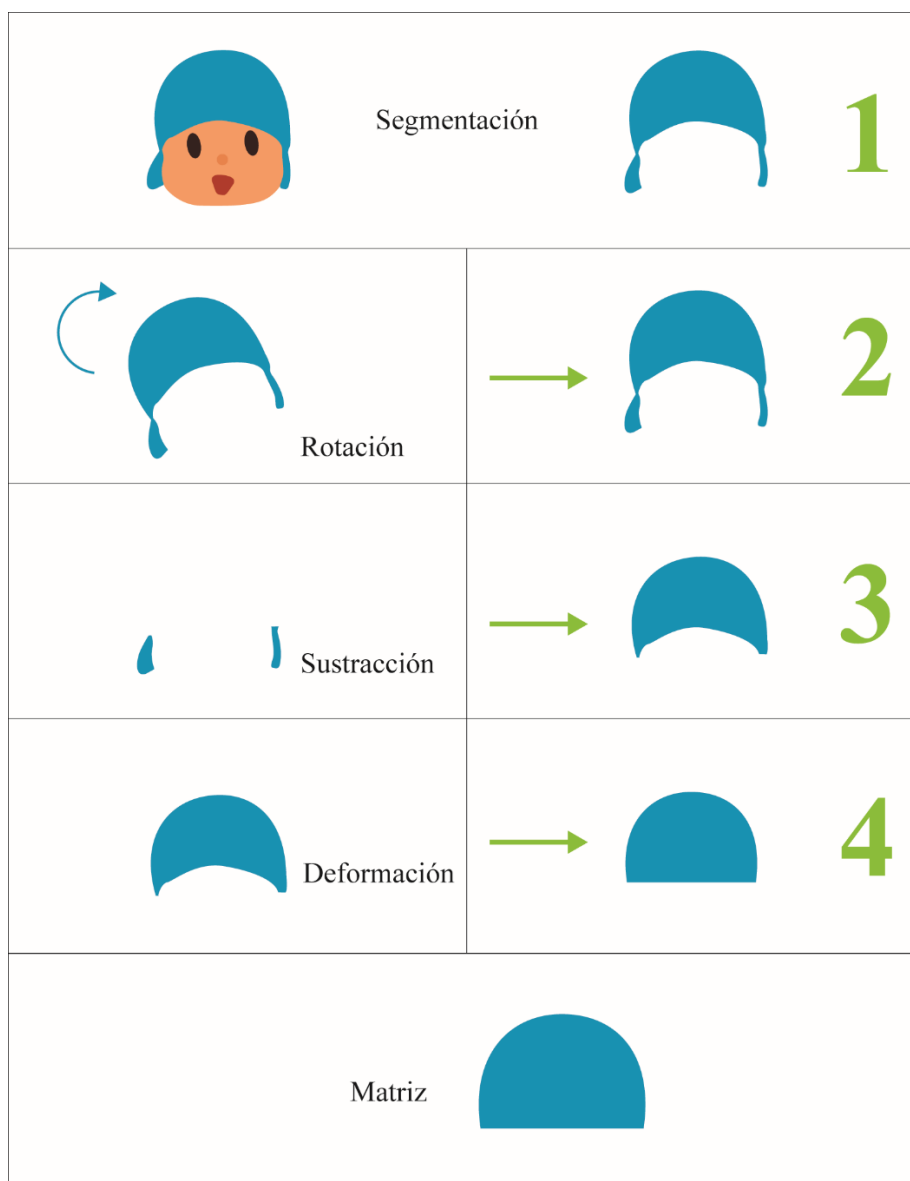 Segmentación
1
2
Rotación
3
Sustracción
4
Deformación
Matriz